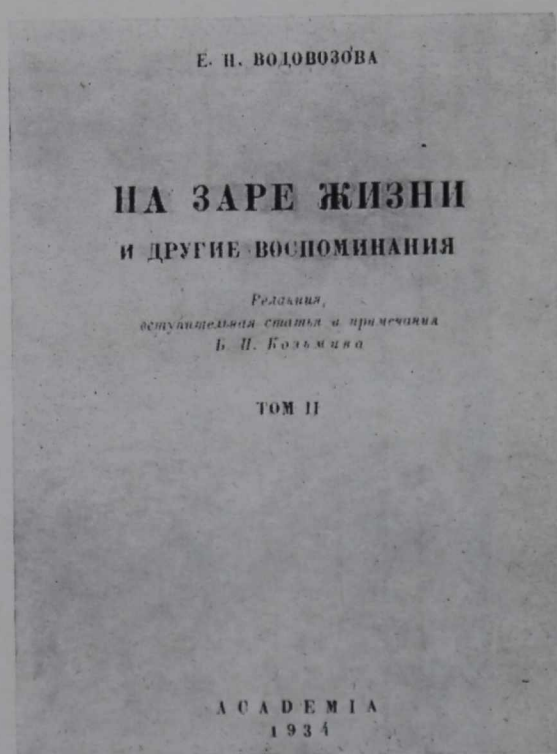 Е. Н. ВОДОВОЗОВА
НА ЗАРЕ ЖИЗНИ
И ДРУГИЕ ВОСПОМИНАНИЯ
Редакция,
вступительная статья и примечания
Б. П. Козьмина
ТОМ II
ACADEMIA
1934